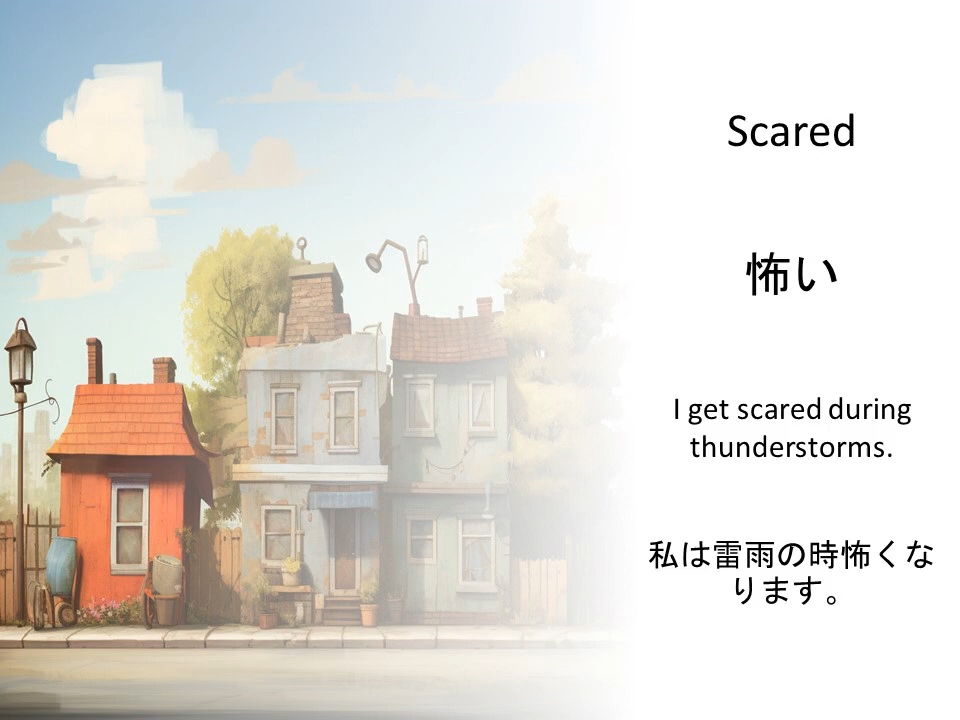 Scared
怖い
I get scared during
thunderstorms.
私は雷雨の時怖くな
ります。